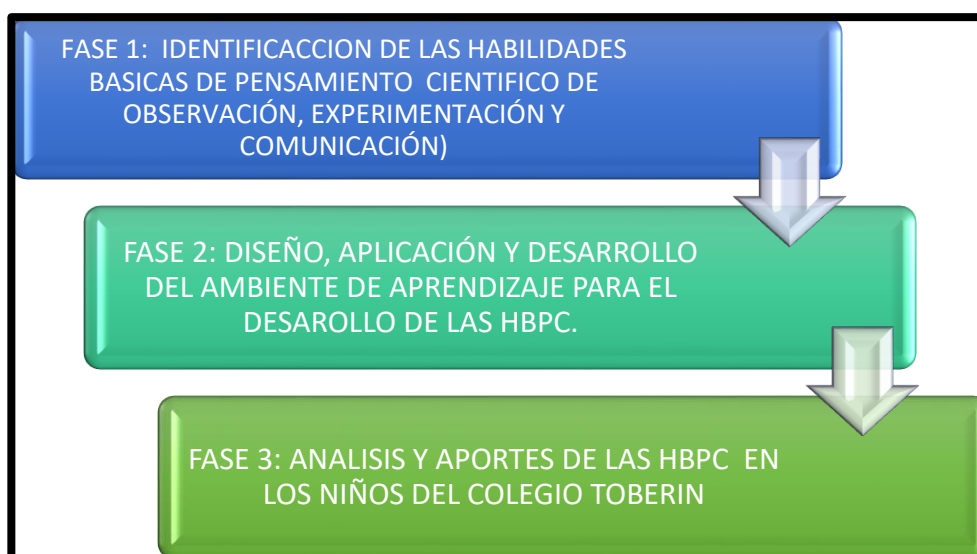 FASE 1: IDENTIFICACCION DE LAS HABILIDADES
BASICAS DE PENSAMIENTO CIENTIFICO DE
OBSERVACIÓN, EXPERIMENTACIÓN Y
COMUNICACIÓN)
FASE 2: DISEÑO, APLICACIÓN Y DESARROLLO
DEL AMBIENTE DE APRENDIZAJE PARA EL
DESAROLLO DE LAS HBPC.
FASE 3: ANALISIS Y APORTES DE LAS HBPC EN
LOS NIÑOS DEL COLEGIO TOBERIN